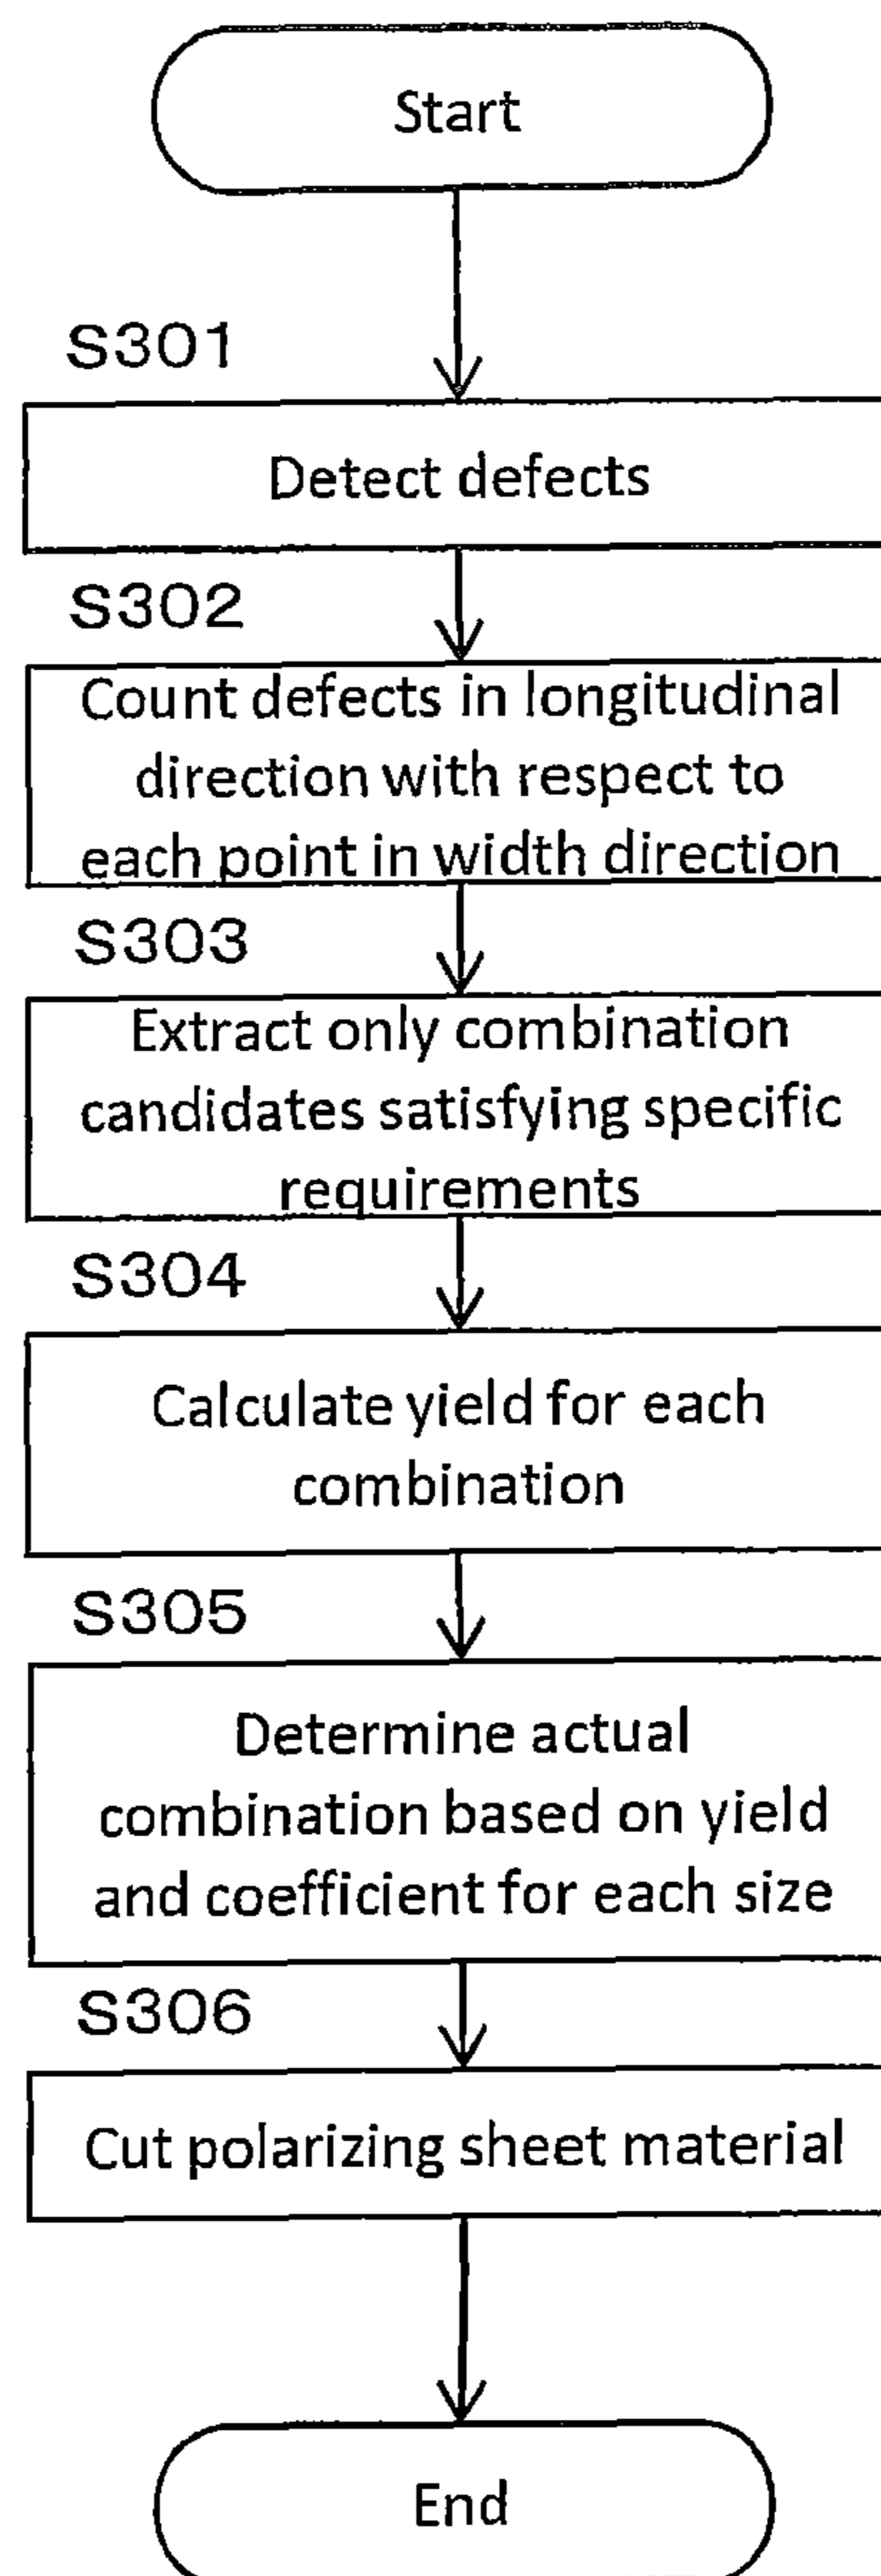 Start
S301
Detect defects
S302
Count defects in longitudinal
direction with respect to
each point in width direction
S303
Extract only combination
candidates satisfying specific
requirements
S304
Calculate yield for each
combination
S305
Determine actual
combination based on yield
and coefficient for each size
S306
Cut polarizing sheet material
End